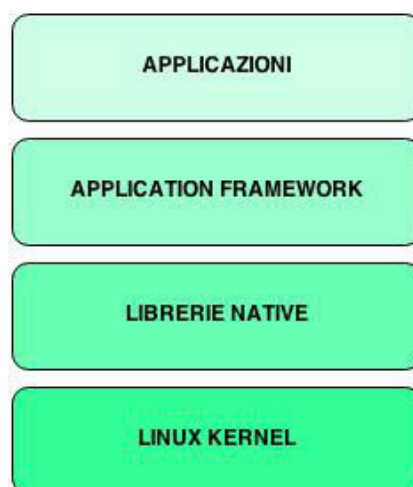 APPLICAZIONI
APPLICATION FRAMEWORK
LIBRERIE NATIVE
LINUX KERNEL